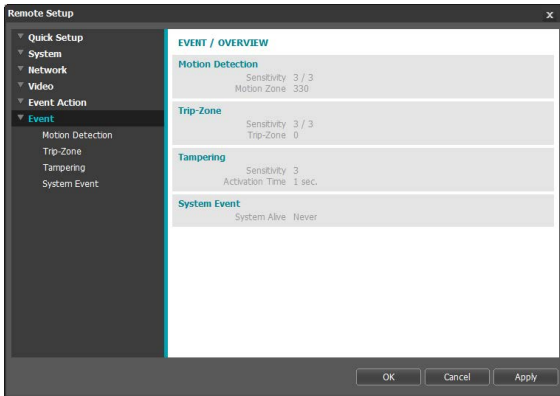 Remote Setup
x
Quick Setup
System
Network
Video
Event Action
Event
Motion Detection
Trip-Zone
Tampering
System Event
EVENT / OVERVIEW
Motion Detection
Sensitivity 3 / 3
Motion Zone 330
Trip-Zone
Sensitivity 3 / 3
Trip-Zone 0
Tampering
Sensitivity 3
Activation Time 1 sec.
System Event
System Alive Never
OK Cancel Apply